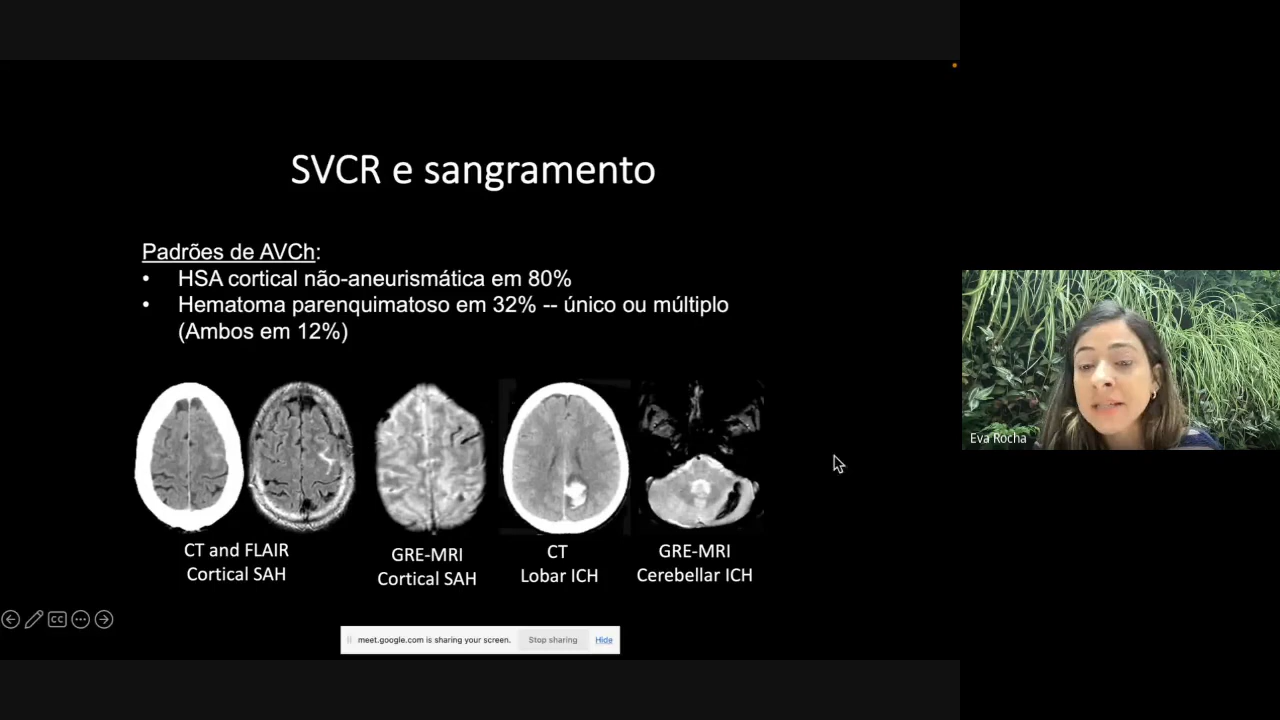 SVCR e sangramento
Padrões de AVCh:
• HSA cortical não-aneurismática em 80%
• Hematoma parenquimatoso em 32% -- único ou múltiplo
(Ambos em 12%)
CT and FLAIR
Cortical SAH
GRE-MRI
Cortical SAH
CT
Lobar ICH
GRE-MRI
Cerebellar ICH
Eva Rocha
CC
meet.google.com is sharing your screen. Stop sharing Hide